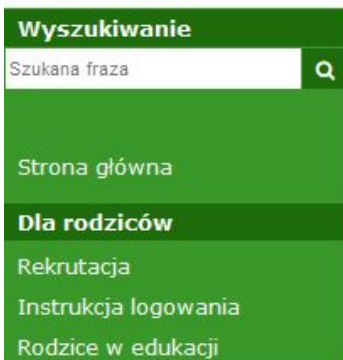 Wyszukiwanie
Szukana fraza
Strona główna
Dla rodziców
Rekrutacja
Instrukcja logowania
Rodzice w edukacji